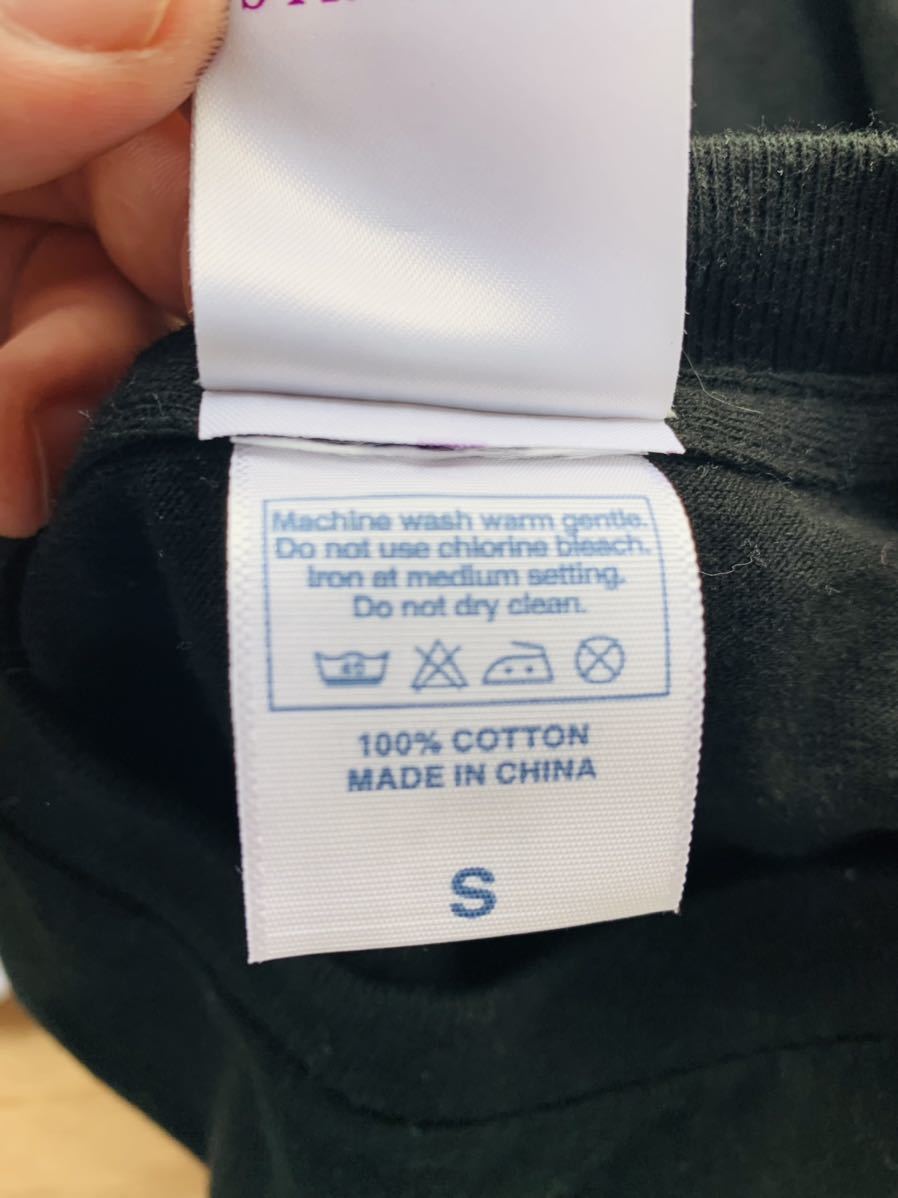 Machine wash warm gentle.
Do not use chlorine bleach.
Iron at medium setting.
Do not dry clean.
40
100% COTTON
MADE IN CHINA
S